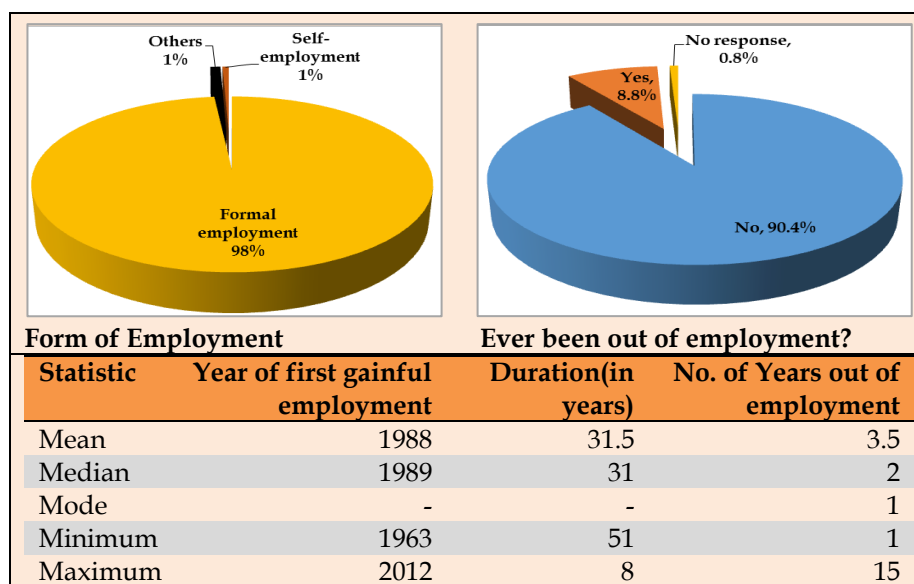 Others
1%
Self-
employment
1%
Formal
employment
98%
No response,
0.8%
Yes,
8.8%
No, 90.4%
Form of Employment
Ever been out of employment?
Statistic Year of first gainful employment Duration(in years) No. of Years out of employment
Mean 1988 31.5 3.5
Median 1989 31 2
Mode - - 1
Minimum 1963 51 1
Maximum 2012 8 15